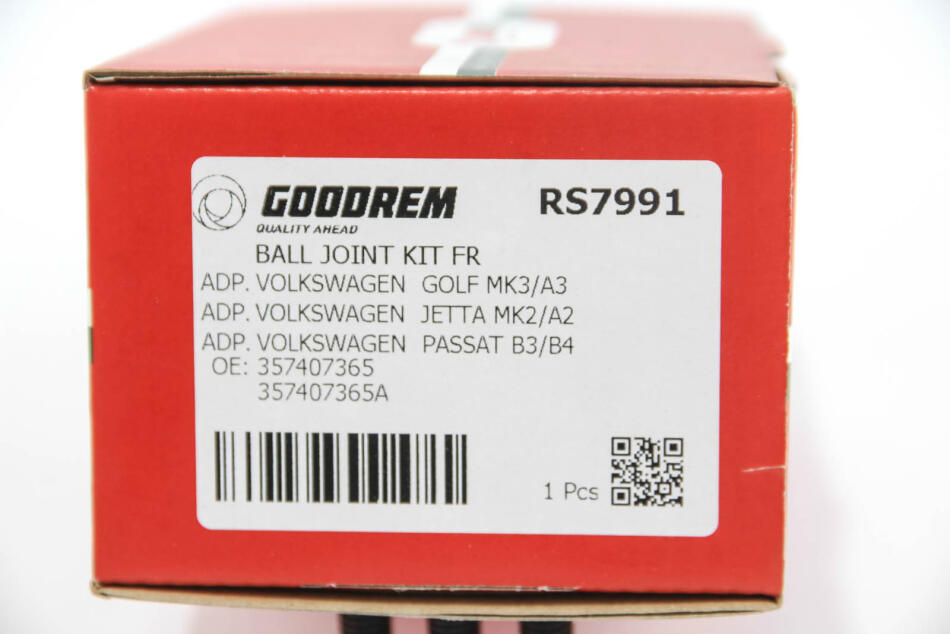 GOODREM RS7991
QUALITY AHEAD
BALL JOINT KIT FR
ADP. VOLKSWAGEN GOLF MK3/A3
ADP. VOLKSWAGEN JETTA MK2/A2
ADP. VOLKSWAGEN PASSAT B3/B4
OE: 357407365
357407365A
1 Pcs